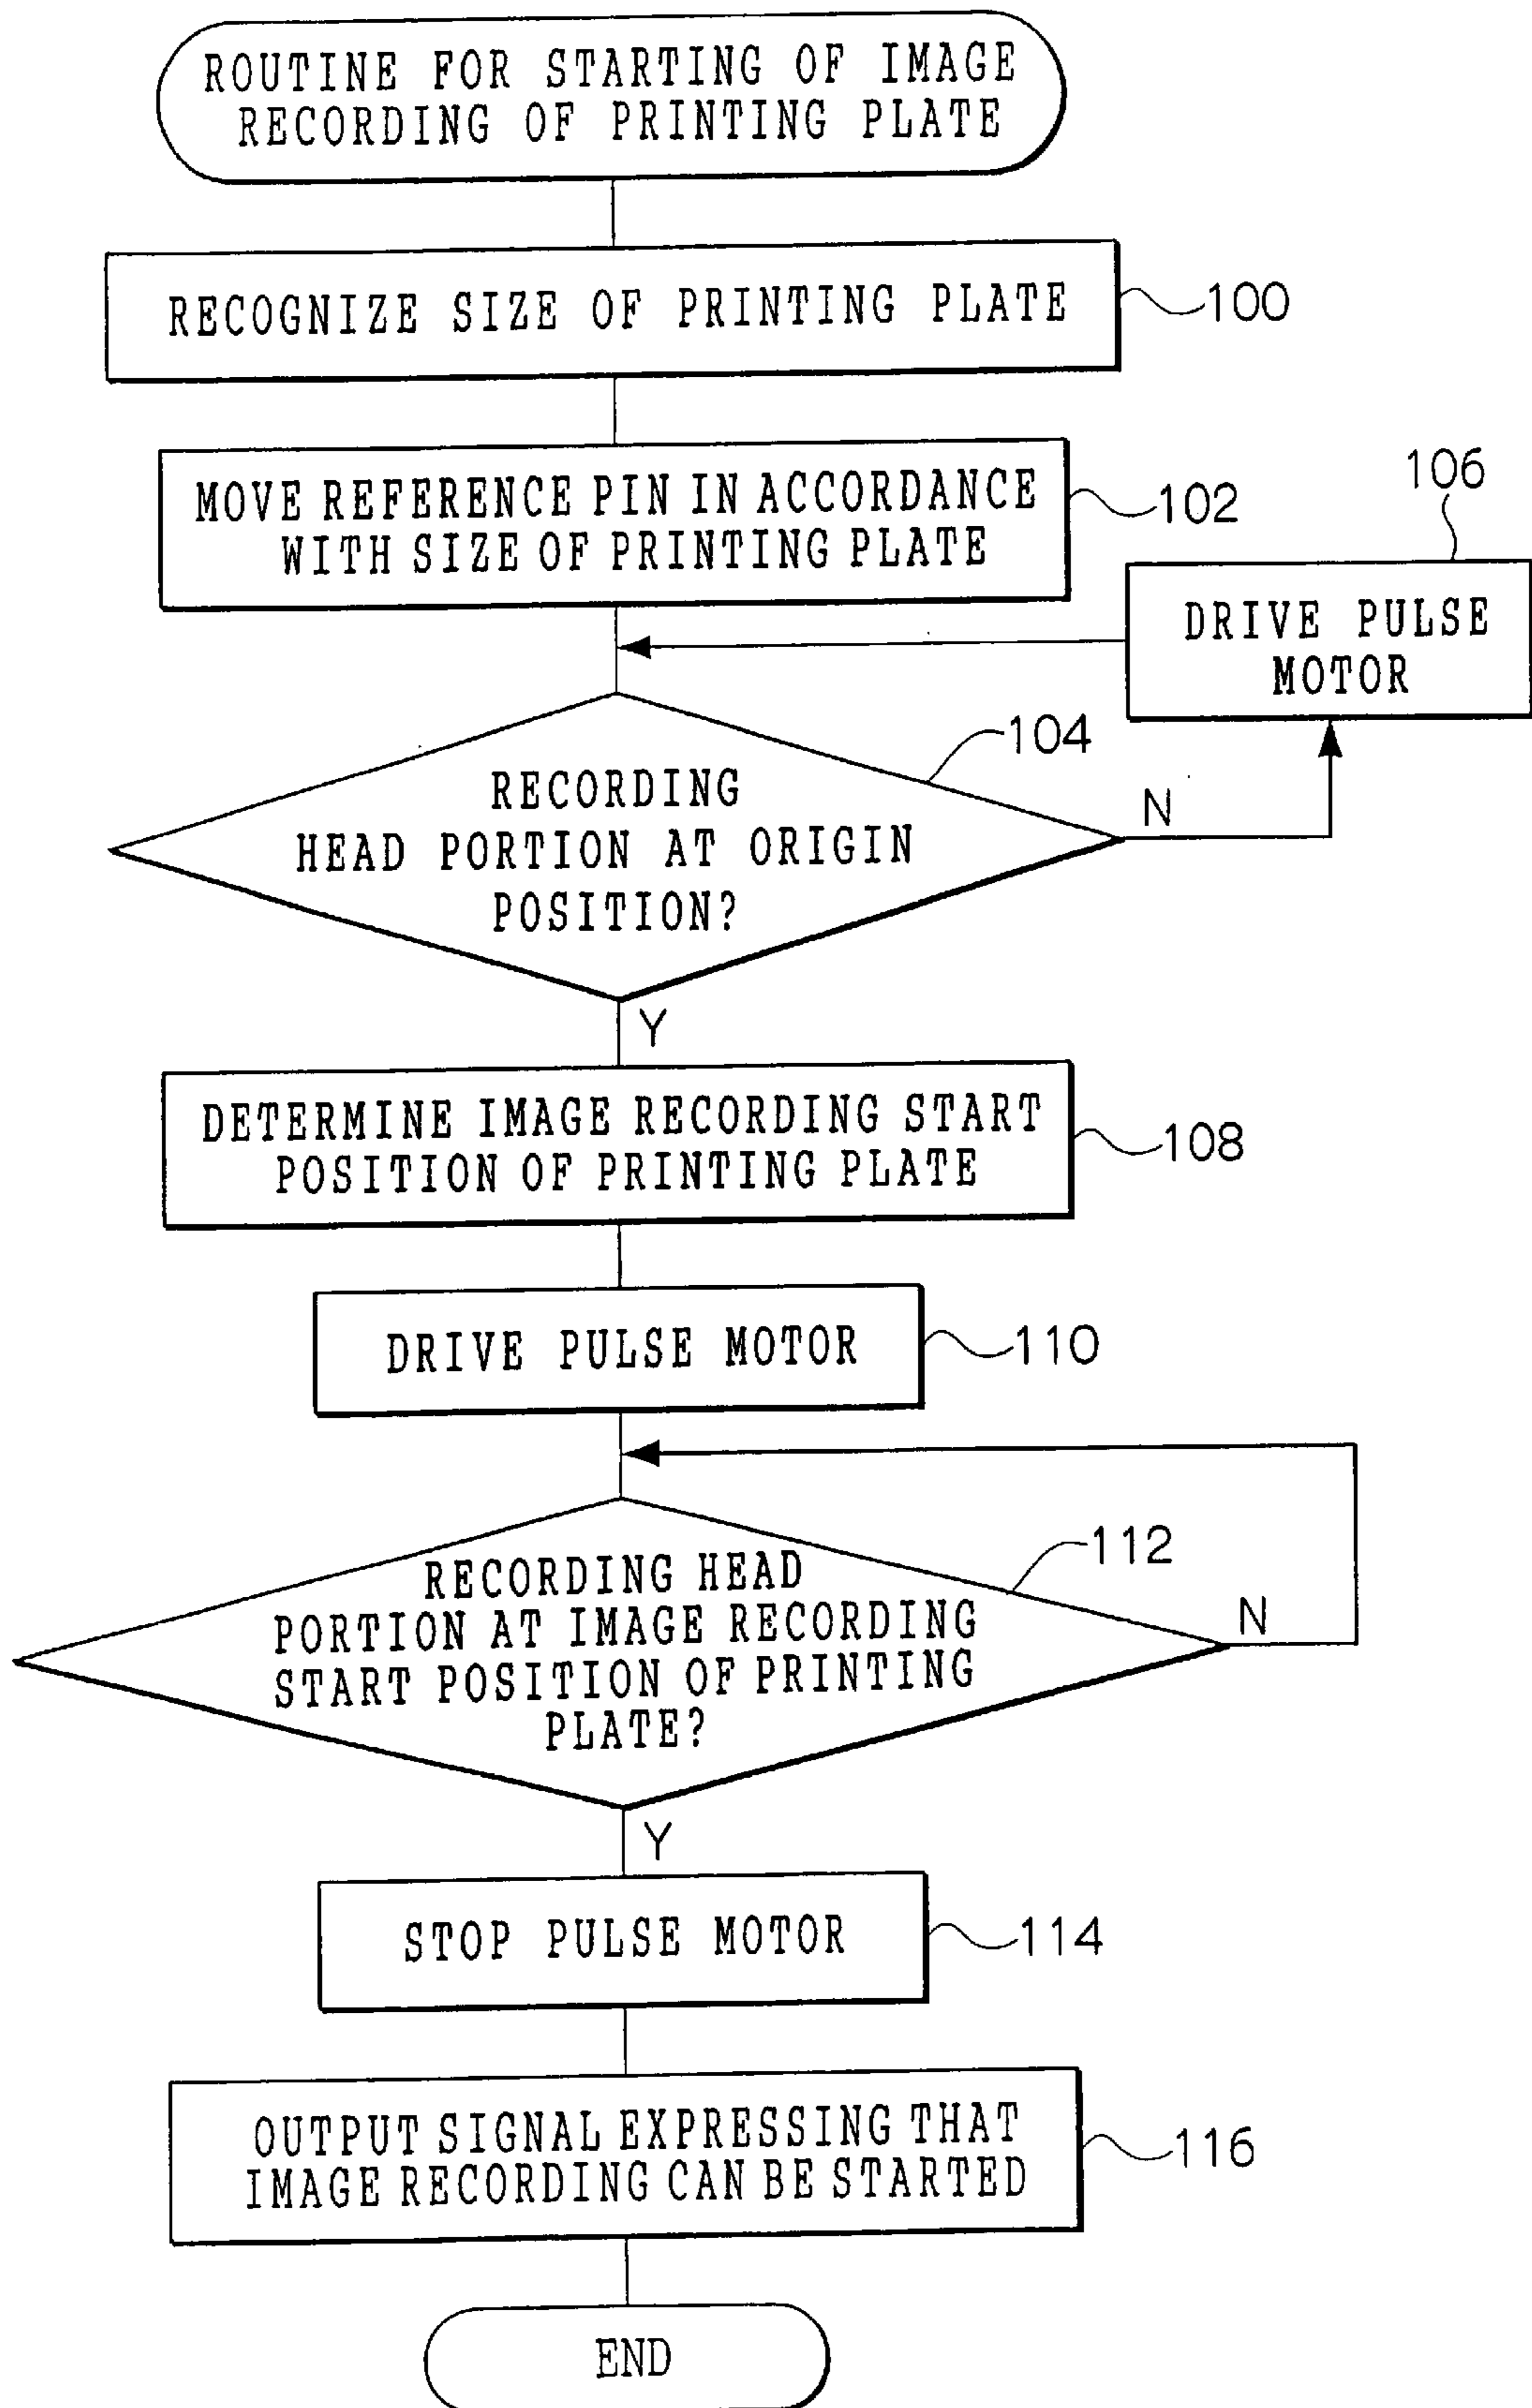 ROUTINE FOR STARTING OF IMAGE
RECORDING OF PRINTING PLATE
RECOGNIZE SIZE OF PRINTING PLATE
100
MOVE REFERENCE PIN IN ACCORDANCE
WITH SIZE OF PRINTING PLATE
102
106
DRIVE PULSE
MOTOR
104
RECORDING
HEAD PORTION AT ORIGIN
POSITION?
N
Y
DETERMINE IMAGE RECORDING START
POSITION OF PRINTING PLATE
108
DRIVE PULSE MOTOR
110
112
RECORDING HEAD
PORTION AT IMAGE RECORDING
START POSITION OF PRINTING
PLATE?
N
Y
STOP PULSE MOTOR
114
OUTPUT SIGNAL EXPRESSING THAT
IMAGE RECORDING CAN BE STARTED
116
END